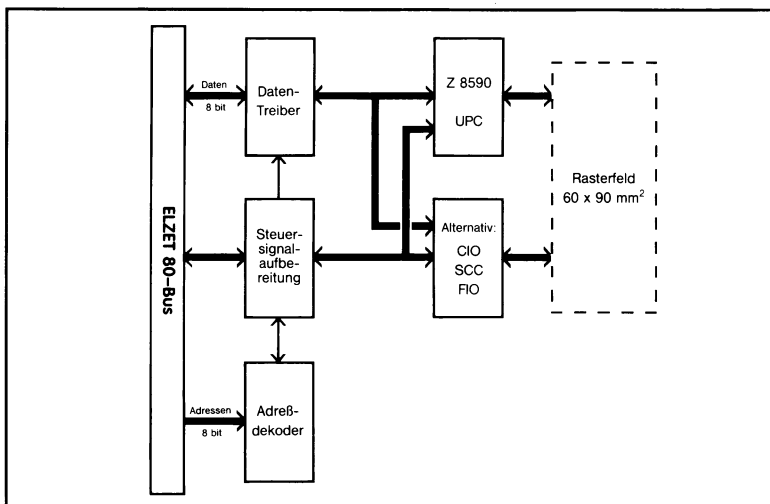 ELZET 80-Bus
Daten
8 bit
Daten-
Treiber
Z 8590
UPC
Rasterfeld
60 x 90 mm²
Steuer-
signal-
aufbe-
reitung
Alternativ:
CIO
SCC
FIO
Adressen
8 bit
Adreß-
dekoder